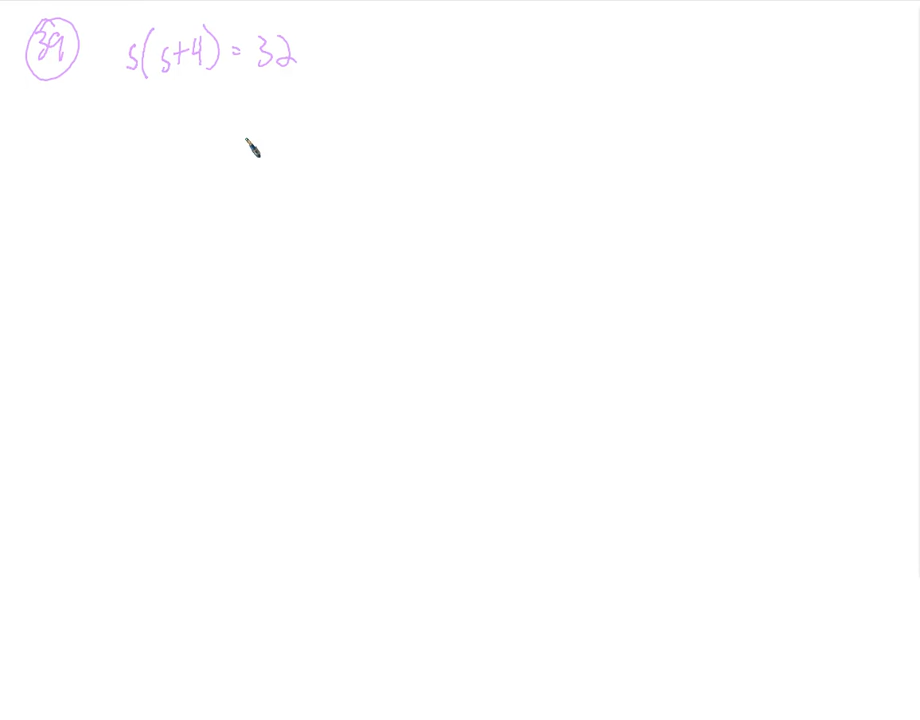 39 s(s+4) = 32